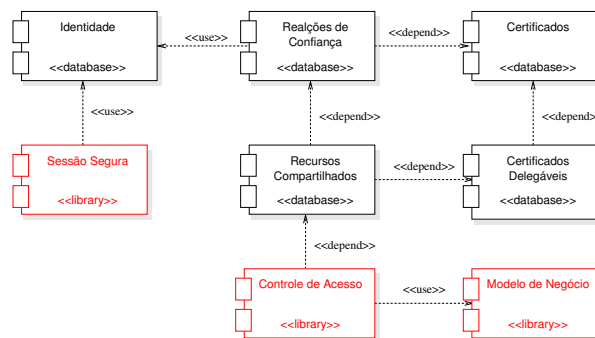 Identidade
<<database>>
<<use>>
Realções de
Confiança
<<database>>
<<depend>>
Certificados
<<database>>
<<use>>
<<depend>>
<<depend>>
Sessão Segura
<<library>>
Recursos
Compartilhados
<<database>>
<<depend>>
Certificados
Delegáveis
<<database>>
<<depend>>
Controle de Acesso
<<library>>
<<use>>
Modelo de Negócio
<<library>>